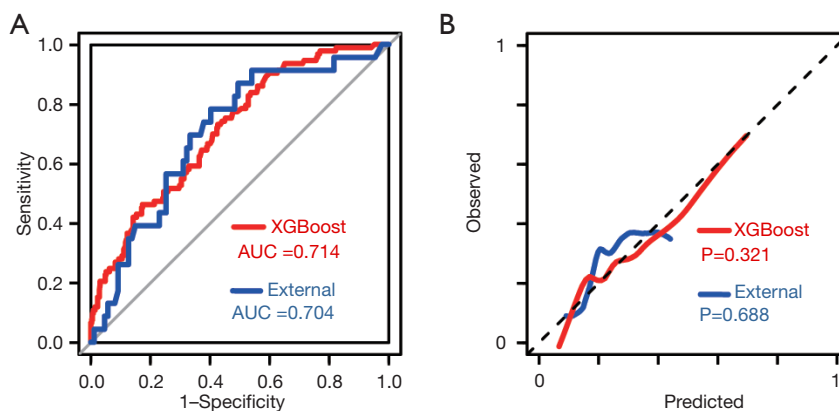 A
1.0
0.8
0.6
0.4
0.2
0.0
Sensitivity
XGBoost
AUC =0.714
External
AUC =0.704
0.0 0.2 0.4 0.6 0.8 1.0
1–Specificity
B
1
0
Observed
XGBoost
P=0.321
External
P=0.688
0 1
Predicted